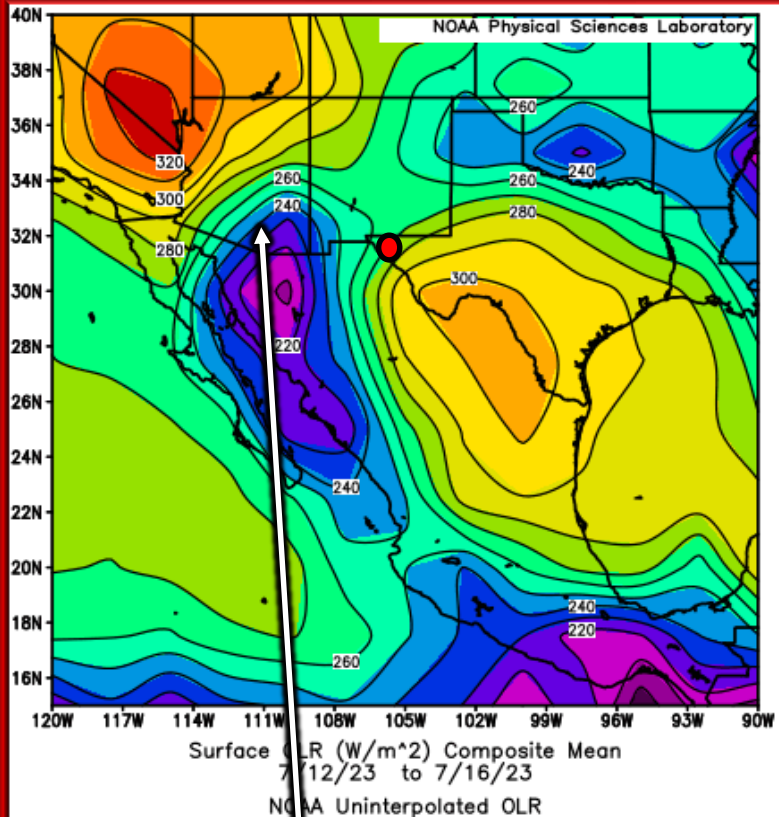 40N
NOAA Physical Sciences Laboratory
38N
260
36N
320
240
34N
260
260
300
240
280
32N
280
300
30N
28N
220
26N
24N
240
22N
20N
240
18N
220
260
16N
120W 117W 114W 111W 108W 105W 102W 99W 96W 93W 90W
Surface OLR (W/m^2) Composite Mean
7/12/23 to 7/16/23
NOAA Uninterpolated OLR